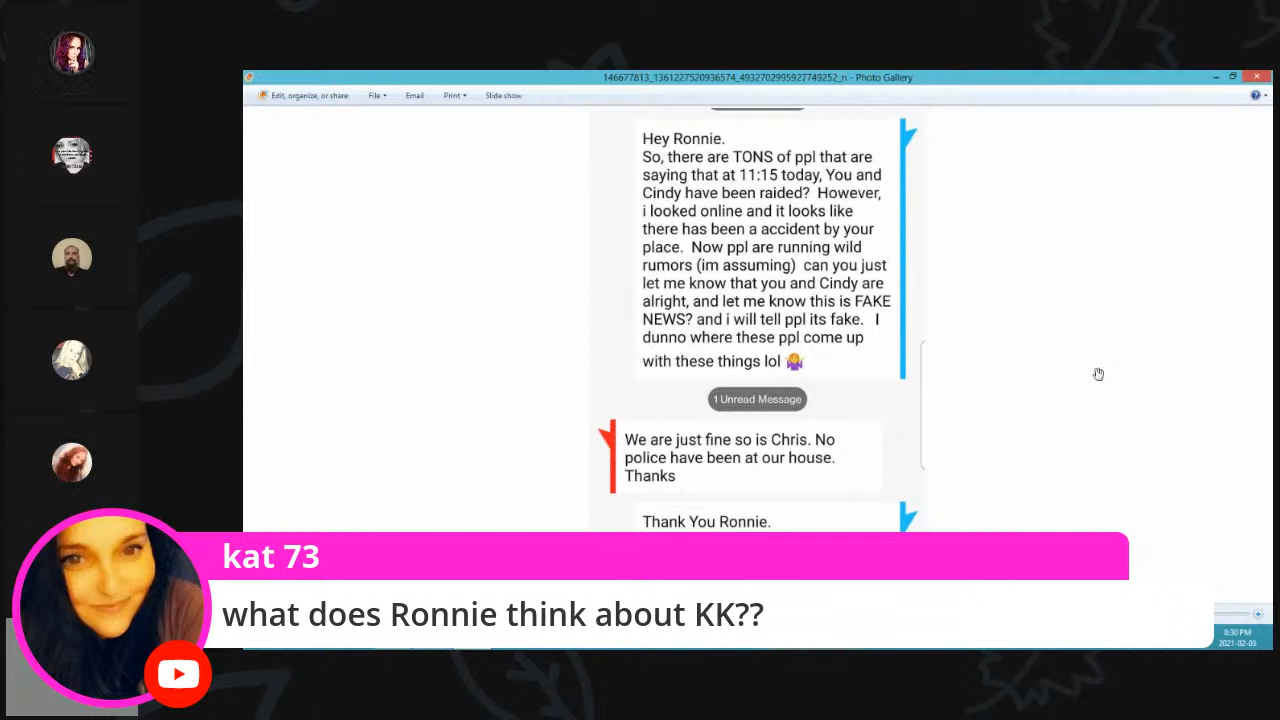 146677813_1361227520936574_4932702995927749252_n - Photo Gallery
Edit, organize, or share File Email Print Slide show
Hey Ronnie.
So, there are TONS of ppl that are
saying that at 11:15 today, You and
Cindy have been raided? However,
i looked online and it looks like
there has been a accident by your
place. Now ppl are running wild
rumors (im assuming) can you just
let me know that you and Cindy are
alright, and let me know this is FAKE
NEWS? and i will tell ppl its fake. I
dunno where these ppl come up
with these things lol 🤷‍♀️
1 Unread Message
We are just fine so is Chris. No
police have been at our house.
Thanks
Thank You Ronnie.
kat 73
what does Ronnie think about KK??
8:30 PM
2021-02-03